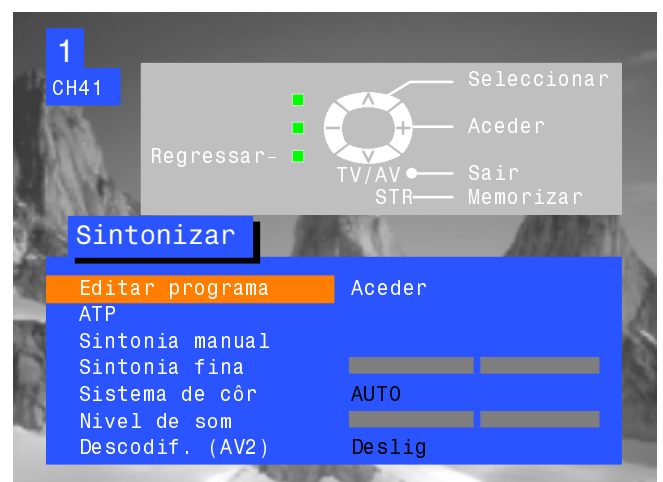 1
CH41
Seleccionar
Aceder
Regressar
TV/AV Sair
STR Memorizar
Sintonizar
Editar programa Aceder
ATP
Sintonia manual
Sintonia fina
Sistema de côr AUTO
Nivel de som
Descodif. (AV2) Deslig